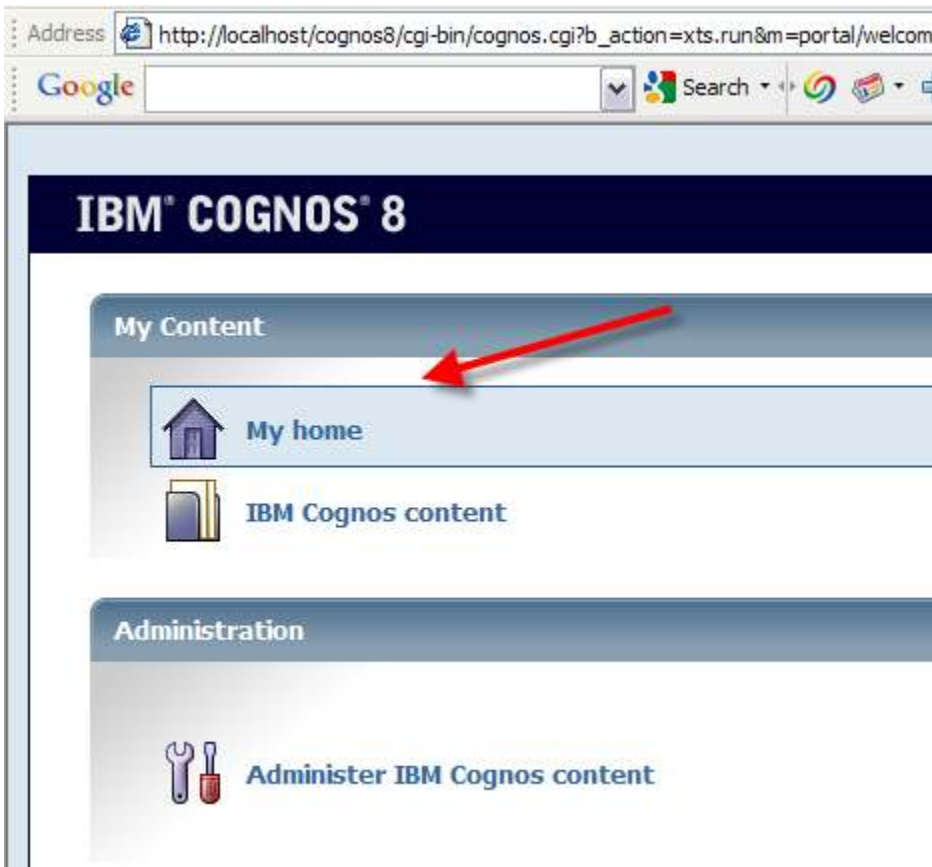 Address http://localhost/cognos8/cgi-bin/cognos.cgi?b_action=xts.run&m=portal/welcom
Google Search
IBM® COGNOS® 8
My Content
My home
IBM Cognos content
Administration
Administer IBM Cognos content